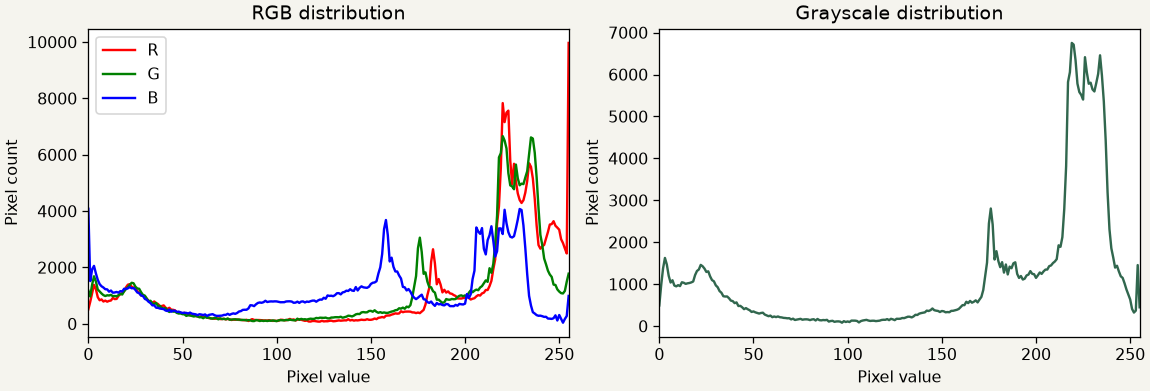 RGB distribution
Pixel count
10000
8000
6000
4000
2000
0
R
G
B
0 50 100 150 200 250
Pixel value
Grayscale distribution
Pixel count
7000
6000
5000
4000
3000
2000
1000
0
0 50 100 150 200 250
Pixel value